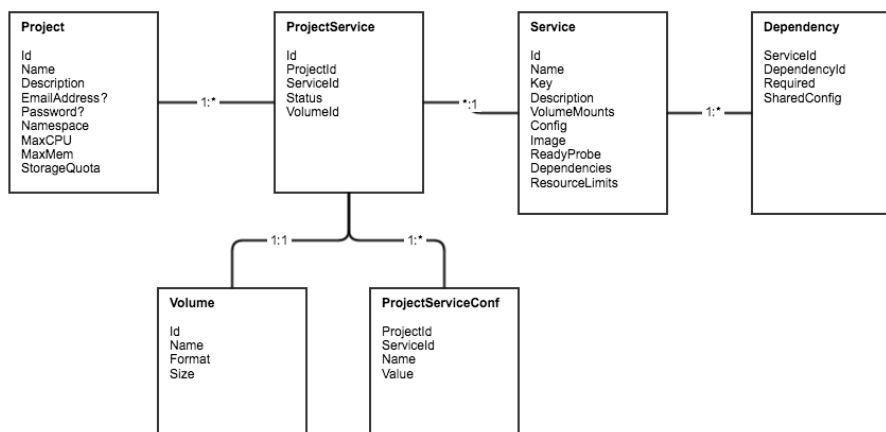 Project
Id
Name
Description
EmailAddress?
Password?
Namespace
MaxCPU
MaxMem
StorageQuota
1:*
ProjectService
Id
ProjectId
ServiceId
Status
VolumeId
*:1
Service
Id
Name
Key
Description
VolumeMounts
Config
Image
ReadyProbe
Dependencies
ResourceLimits
1:*
Dependency
ServiceId
DependencyId
Required
SharedConfig
1:1
1:*
Volume
Id
Name
Format
Size
ProjectServiceConf
ProjectId
ServiceId
Name
Value